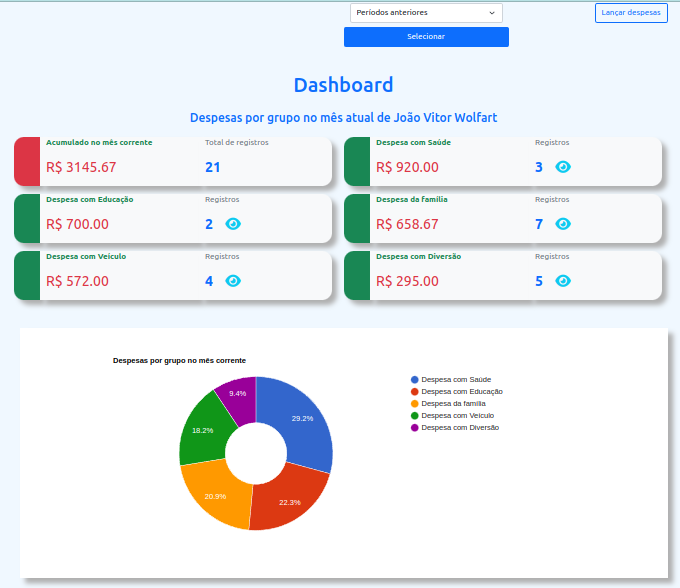 Períodos anteriores
Lançar despesas
Selecionar
Dashboard
Despesas por grupo no mês atual de João Vitor Wolfart
Acumulado no mês corrente
Total de registros
R$ 3145.67
21
Despesa com Saúde
Registros
R$ 920.00
3
Despesa com Educação
Registros
R$ 700.00
2
Despesa da família
Registros
R$ 658.67
7
Despesa com Veículo
Registros
R$ 572.00
4
Despesa com Diversão
Registros
R$ 295.00
5
Despesas por grupo no mês corrente
9.4%
29.2%
18.2%
20.9%
22.3%
Despesa com Saúde
Despesa com Educação
Despesa da família
Despesa com Veículo
Despesa com Diversão